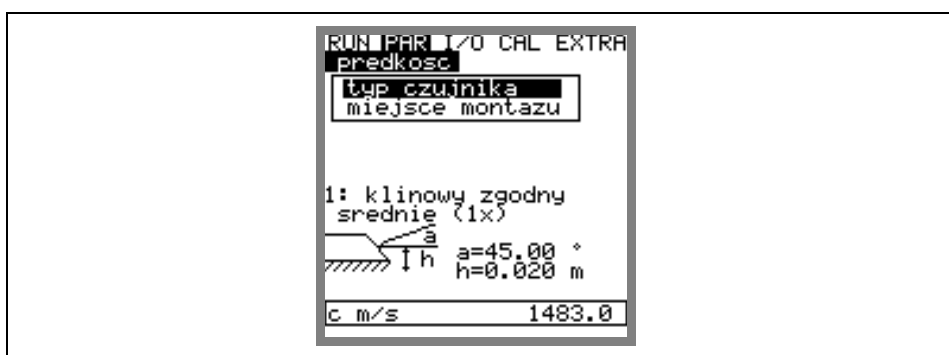 RUN PAR I/O CAL EXTRA
predkosc
typ czujnika
miejsce montazu
1: klinowy zgodny
srednie (1x)
a
h
a=45.00 °
h=0.020 m
c m/s 1483.0